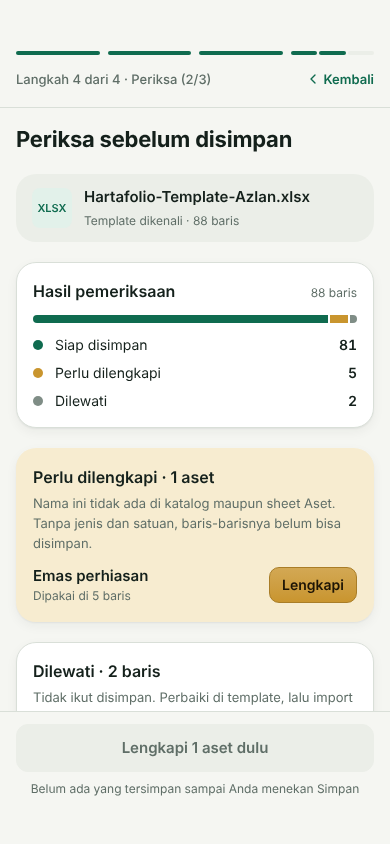 Langkah 4 dari 4 · Periksa (2/3)
Kembali
Periksa sebelum disimpan
XLSX
Hartafolio-Template-Azlan.xlsx
Template dikenali · 88 baris
Hasil pemeriksaan
88 baris
Siap disimpan
81
Perlu dilengkapi
5
Dilewati
2
Perlu dilengkapi · 1 aset
Nama ini tidak ada di katalog maupun sheet Aset.
Tanpa jenis dan satuan, baris-barisnya belum bisa
disimpan.
Emas perhiasan
Dipakai di 5 baris
Lengkapi
Dilewati · 2 baris
Tidak ikut disimpan. Perbaiki di template, lalu import
Lengkapi 1 aset dulu
Belum ada yang tersimpan sampai Anda menekan Simpan